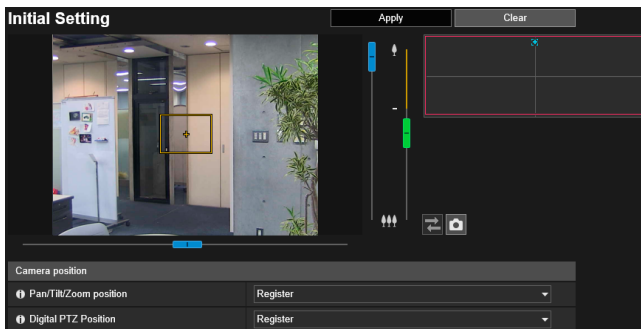 Initial Setting
Apply
Clear
Camera position
Pan/Tilt/Zoom position
Register
Digital PTZ Position
Register